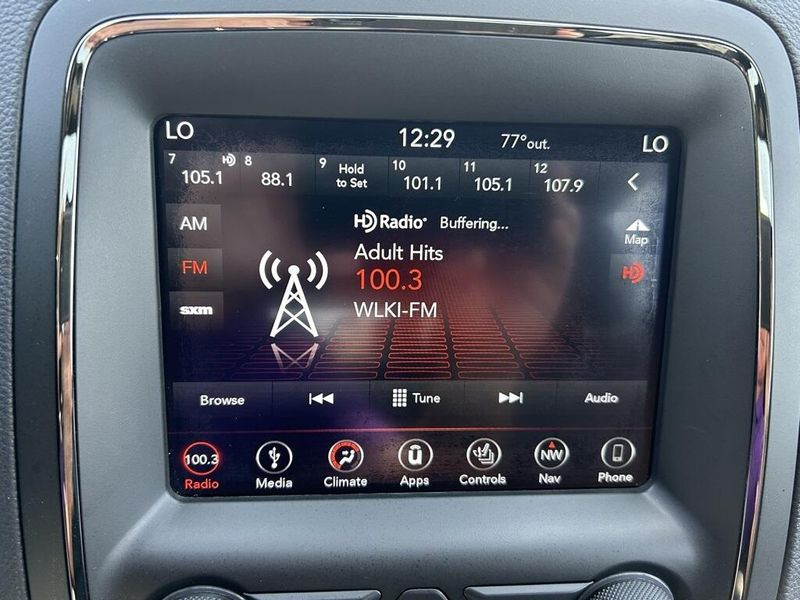 LO 12:29 77°out. LO
7 105.1 HD 8 88.1 9 Hold to Set 10 101.1 11 105.1 12 107.9
AM HD Radio® Buffering... Map
Adult Hits
FM 100.3 HD
sxm WLKI-FM
Browse Tune Audio
100.3 NW
Radio Media Climate Apps Controls Nav Phone